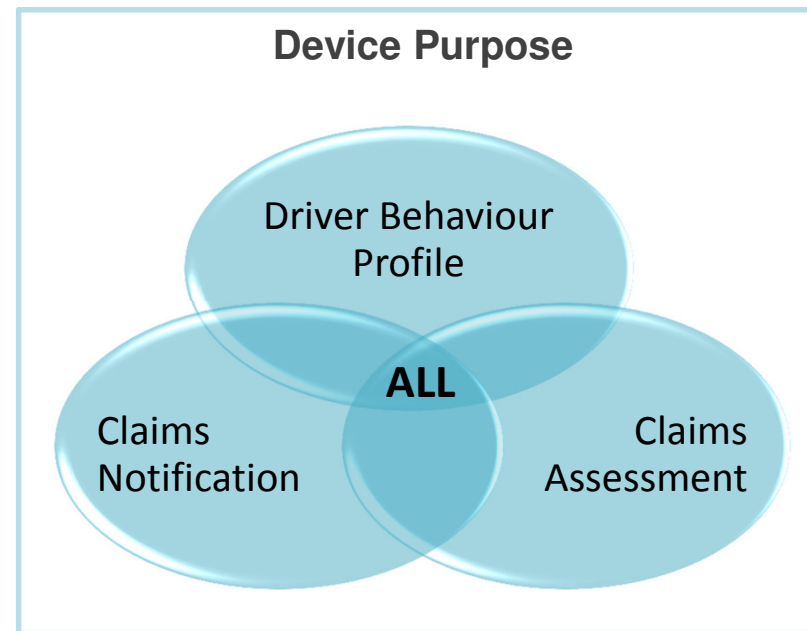 Device Purpose
Driver Behaviour
Profile
ALL
Claims
Notification
Claims
Assessment